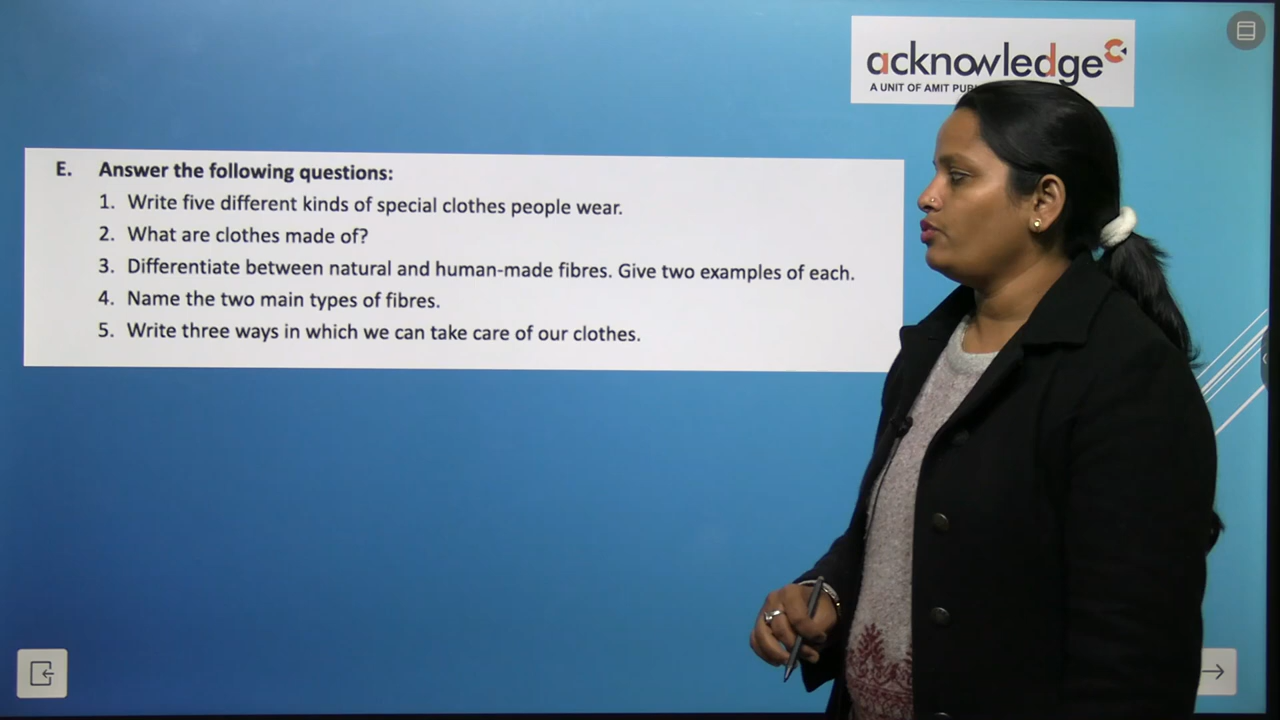 acknowledge
A UNIT OF AMIT
E. Answer the following questions:
1. Write five different kinds of special clothes people wear.
2. What are clothes made of?
3. Differentiate between natural and human-made fibres. Give two examples of each.
4. Name the two main types of fibres.
5. Write three ways in which we can take care of our clothes.